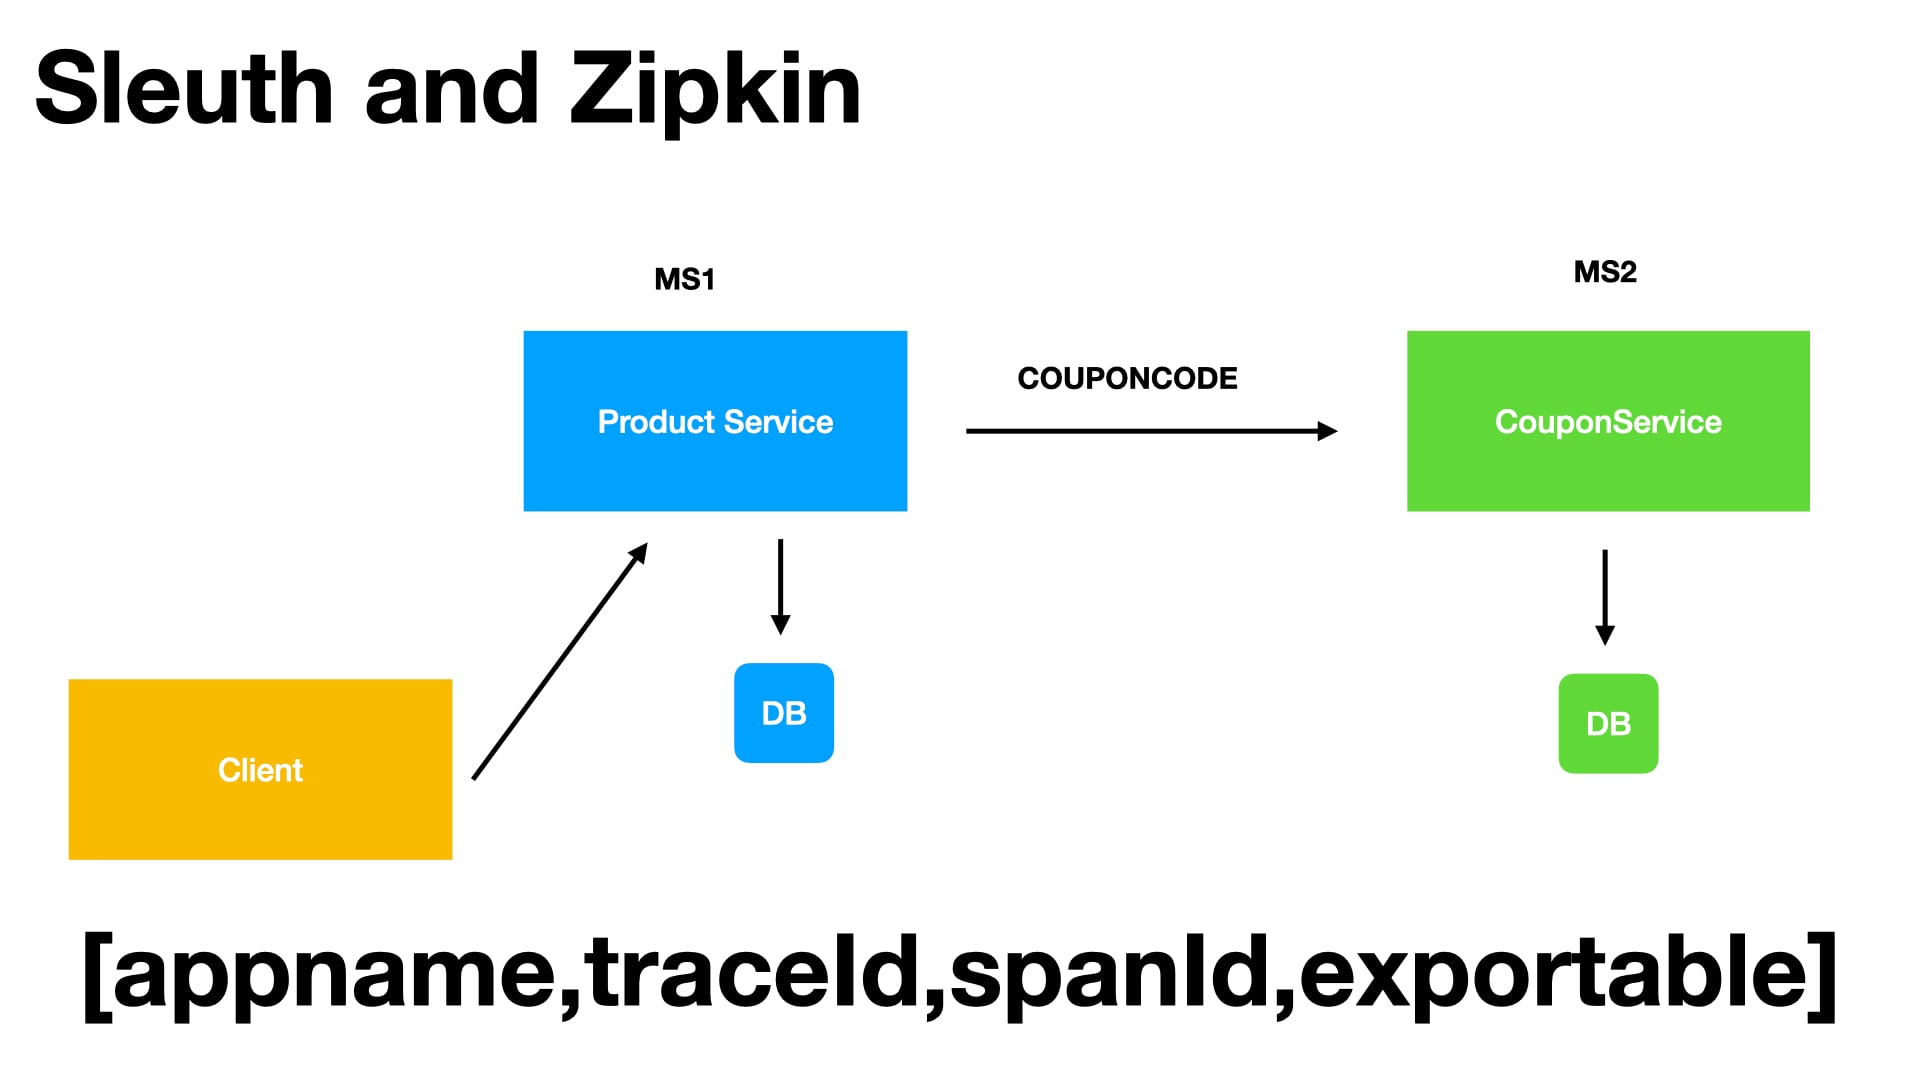 Sleuth and Zipkin
MS1
MS2
Product Service
COUPONCODE
CouponService
DB
DB
Client
[appname,traceId,spanId,exportable]